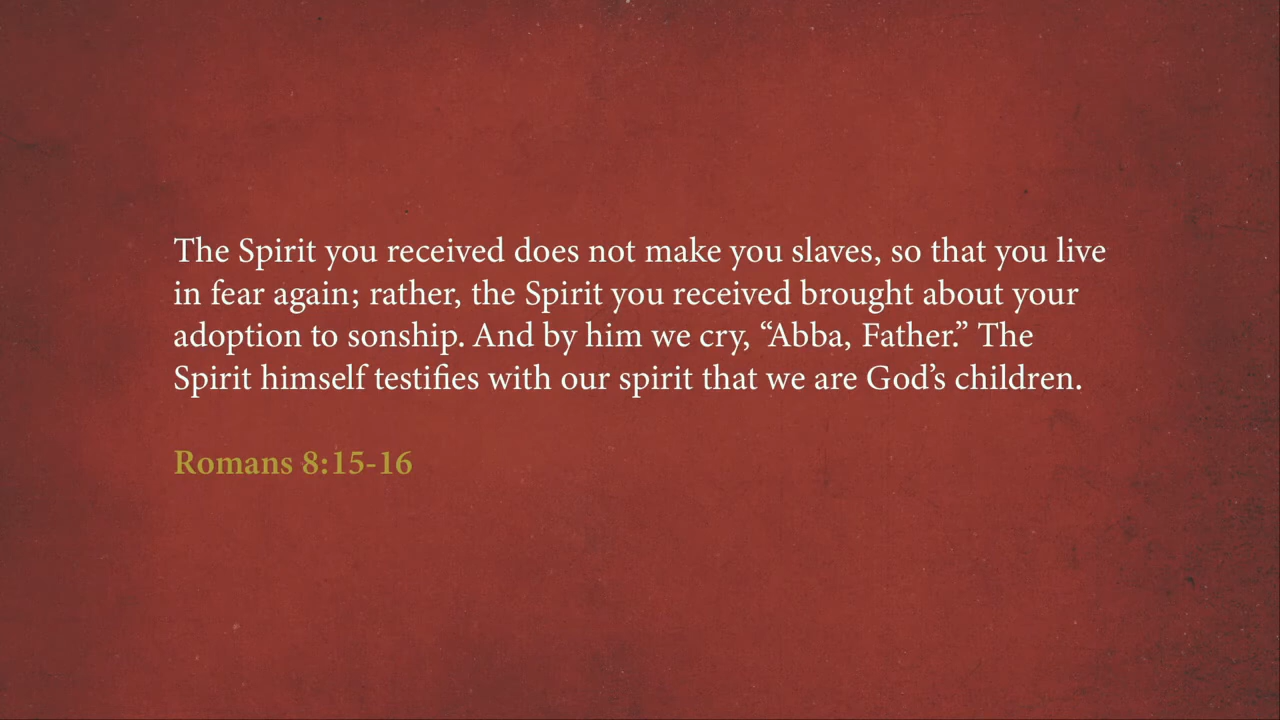 The Spirit you received does not make you slaves, so that you live
in fear again; rather, the Spirit you received brought about your
adoption to sonship. And by him we cry, “Abba, Father.” The
Spirit himself testifies with our spirit that we are God’s children.
Romans 8:15-16